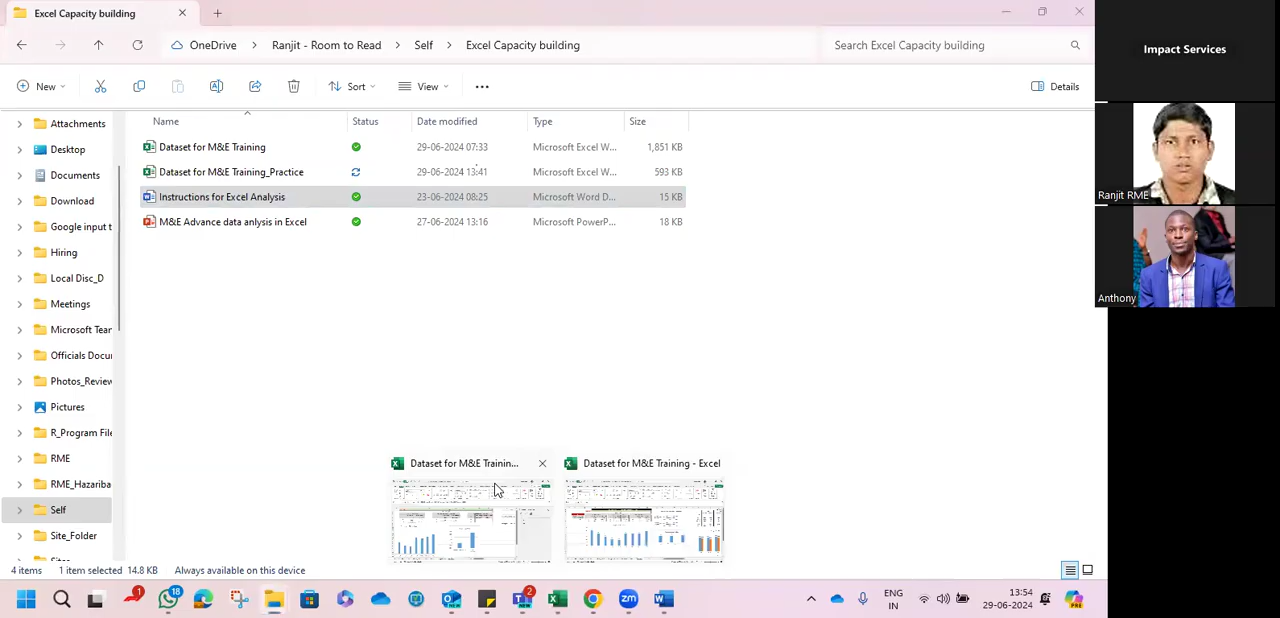 Excel Capacity building
OneDrive > Ranjit - Room to Read > Self > Excel Capacity building
Search Excel Capacity building
New
Sort
View
Details
Name Status Date modified Type Size
Dataset for M&E Training 29-06-2024 07:33 Microsoft Excel W... 1,851 KB
Dataset for M&E Training_Practice 29-06-2024 13:41 Microsoft Excel W... 593 KB
Instructions for Excel Analysis 23-06-2024 08:25 Microsoft Word D... 15 KB
M&E Advance data anlysis in Excel 27-06-2024 13:16 Microsoft PowerP... 18 KB
Attachments
Desktop
Documents
Download
Google input t
Hiring
Local Disc_D
Meetings
Microsoft Tear
Officials Docu
Photos_Review
Pictures
R_Program File
RME
RME_Hazariba
Self
Site_Folder
Dataset for M&E Trainin...
Dataset for M&E Training - Excel
4 items 1 item selected 14.8 KB Always available on this device
1
18
2
ENG
IN
13:54
29-06-2024
PRE
Impact Services
Ranjit RME
Anthony